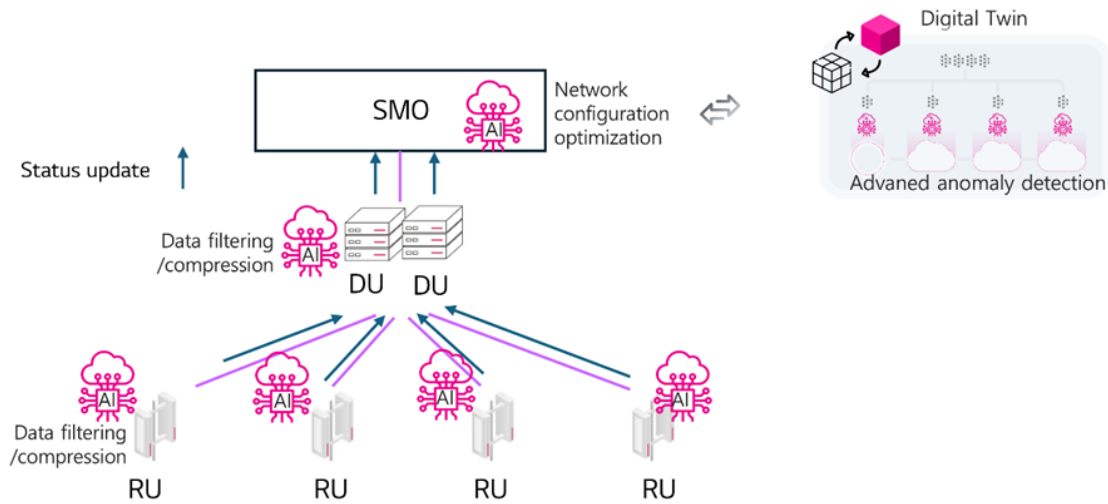 Digital Twin
SMO
AI
Network
configuration
optimization
Advaned anomaly detection
Status update
Data filtering
/compression
AI
DU
DU
AI
AI
AI
AI
Data filtering
/compression
RU
RU
RU
RU